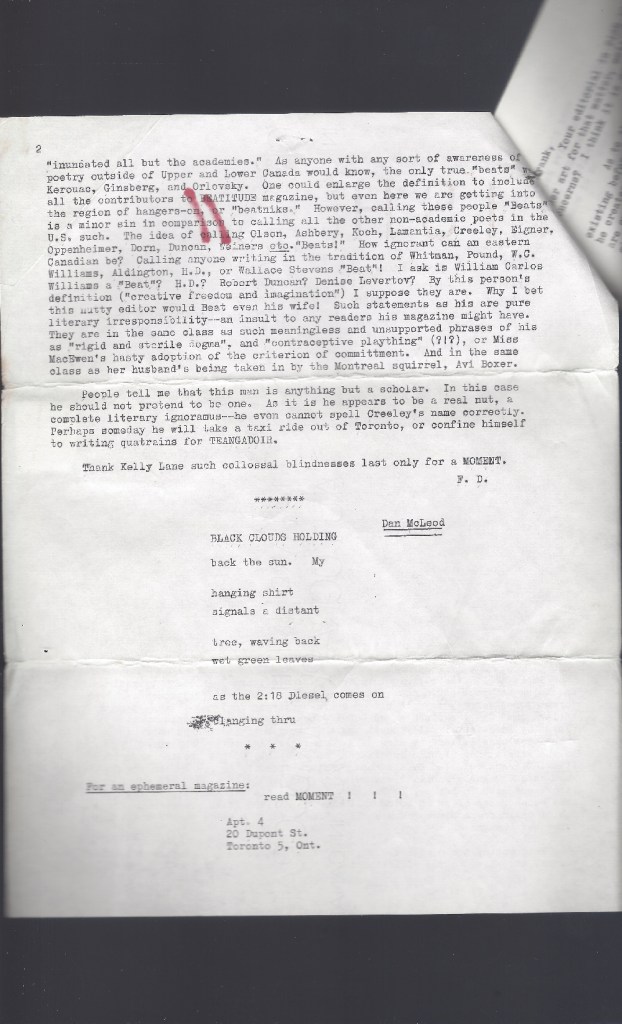 2
"inundated all but the academies." As anyone with any sort of awareness of
poetry outside of Upper and Lower Canada would know, the only true "beats"
Kerouac, Ginsberg, and Orlovsky. One could enlarge the definition to include
all the contributors to BEATITUDE magazine, but even here we are getting into
the region of hangers-on, or "beatniks." However, calling these people "Beats"
is a minor sin in comparison to calling all the other non-academic poets in the
U.S. such. The idea of calling Olson, Ashbery, Koch, Lamantia, Creeley, Eigner,
Oppenheimer, Dorn, Duncan, Weiners etc. "Beats!" How ignorant can an eastern
Canadian be? Calling anyone writing in the tradition of Whitman, Pound, W.C.
Williams, Aldington, H.D., or Wallace Stevens "Beat"! I ask is William Carlos
Williams a "Beat"? H.D.? Robert Duncan? Denise Levertov? By this person's
definition ("creative freedom and imagination") I suppose they are. Why I bet
this nutty editor would Beat even his wife! Such statements as his are pure
literary irresponsibility--an insult to any readers his magazine might have.
They are in the same class as such meaningless and unsupported phrases of his
as "rigid and sterile dogma", and "contraceptive plaything" (?!?), or Miss
MacEwen's hasty adoption of the criterion of committment. And in the same
class as her husband's being taken in by the Montreal squirrel, Avi Boxer.
People tell me that this man is anything but a scholar. In this case
he should not pretend to be one. As it is he appears to be a real nut, a
complete literary ignoramus--he even cannot spell Creeley's name correctly.
Perhaps someday he will take a taxi ride out of Toronto, or confine himself
to writing quatrains for TEANGADOIR.
Thank Kelly Lane such collossal blindnesses last only for a MOMENT.
F. D.
********
Dan McLeod
BLACK CLOUDS HOLDING
back the sun. My
hanging shirt
signals a distant
tree, waving back
wet green leaves
as the 2:18 Diesel comes on
clanging thru
* * *
For an ephemeral magazine:
read MOMENT ! ! !
Apt. 4
20 Dupont St.
Toronto 5, Ont.
Your editorial
art for that
I think it
existing